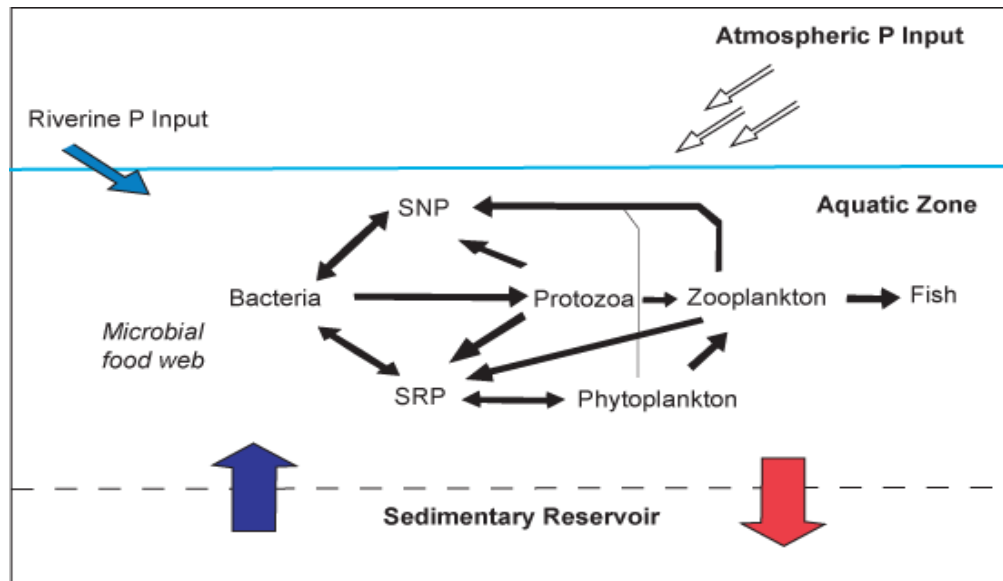 Atmospheric P Input
Riverine P Input
SNP
Aquatic Zone
Bacteria
Protozoa
Zooplankton
Fish
Microbial
food web
SRP
Phytoplankton
Sedimentary Reservoir